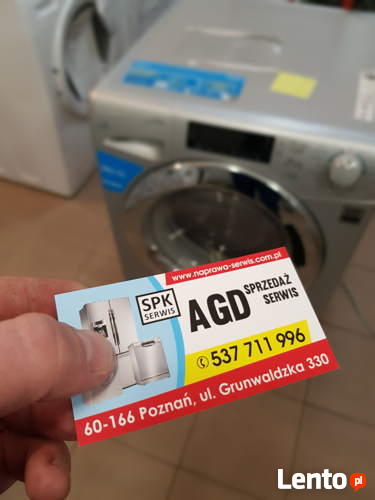 www.naprawa-serwis.com.pl
SPK
SERWIS
AGD
SPRZEDAŻ
SERWIS
537 711 996
60-166 Poznań, ul. Grunwaldzka 330
Lento.pl